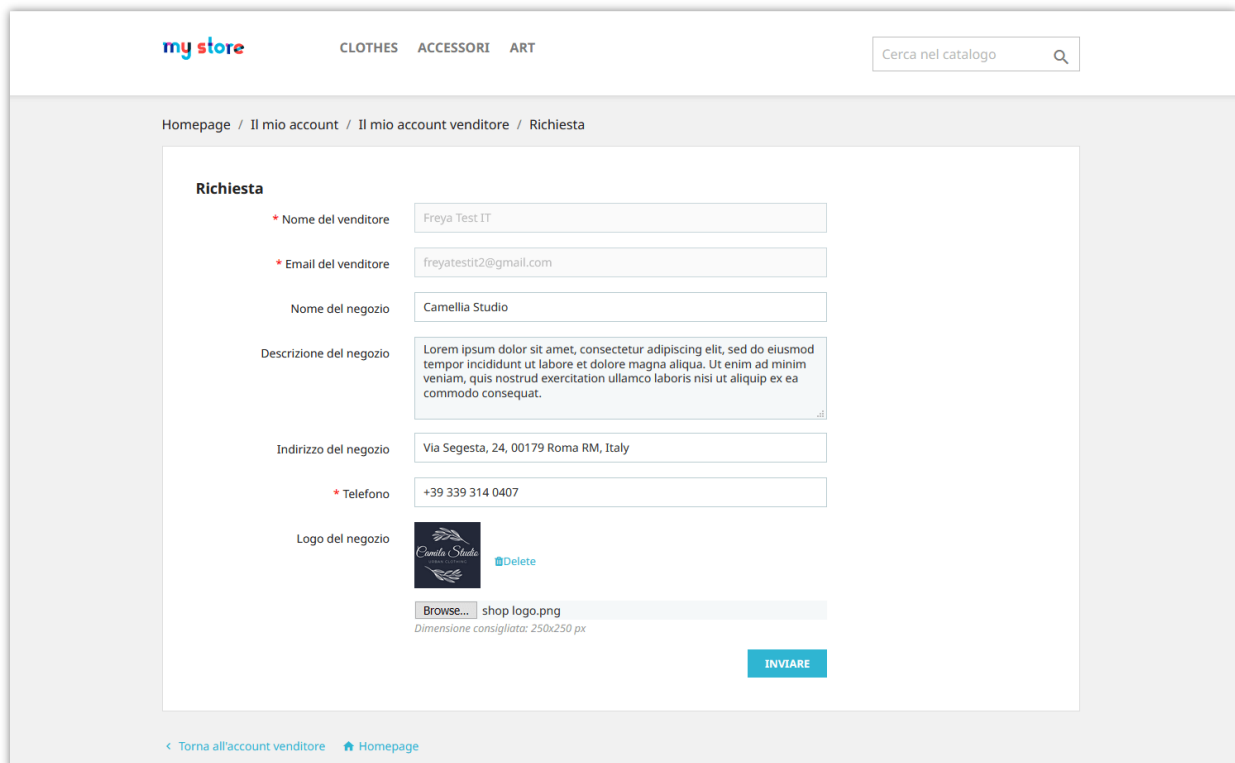 my store
CLOTHES ACCESSORI ART
Cerca nel catalogo
Homepage / Il mio account / Il mio account venditore / Richiesta
Richiesta
* Nome del venditore
Freya Test IT
* Email del venditore
freyatestit2@gmail.com
Nome del negozio
Camellia Studio
Descrizione del negozio
Lorem ipsum dolor sit amet, consectetur adipiscing elit, sed do eiusmod
tempor incididunt ut labore et dolore magna aliqua. Ut enim ad minim
veniam, quis nostrud exercitation ullamco laboris nisi ut aliquip ex ea
commodo consequat.
Indirizzo del negozio
Via Segesta, 24, 00179 Roma RM, Italy
* Telefono
+39 339 314 0407
Logo del negozio
Camila Studio
URBAN CLOTHING
Delete
Browse... shop logo.png
Dimensione consigliata: 250x250 px
INVIARE
Torna all'account venditore Homepage